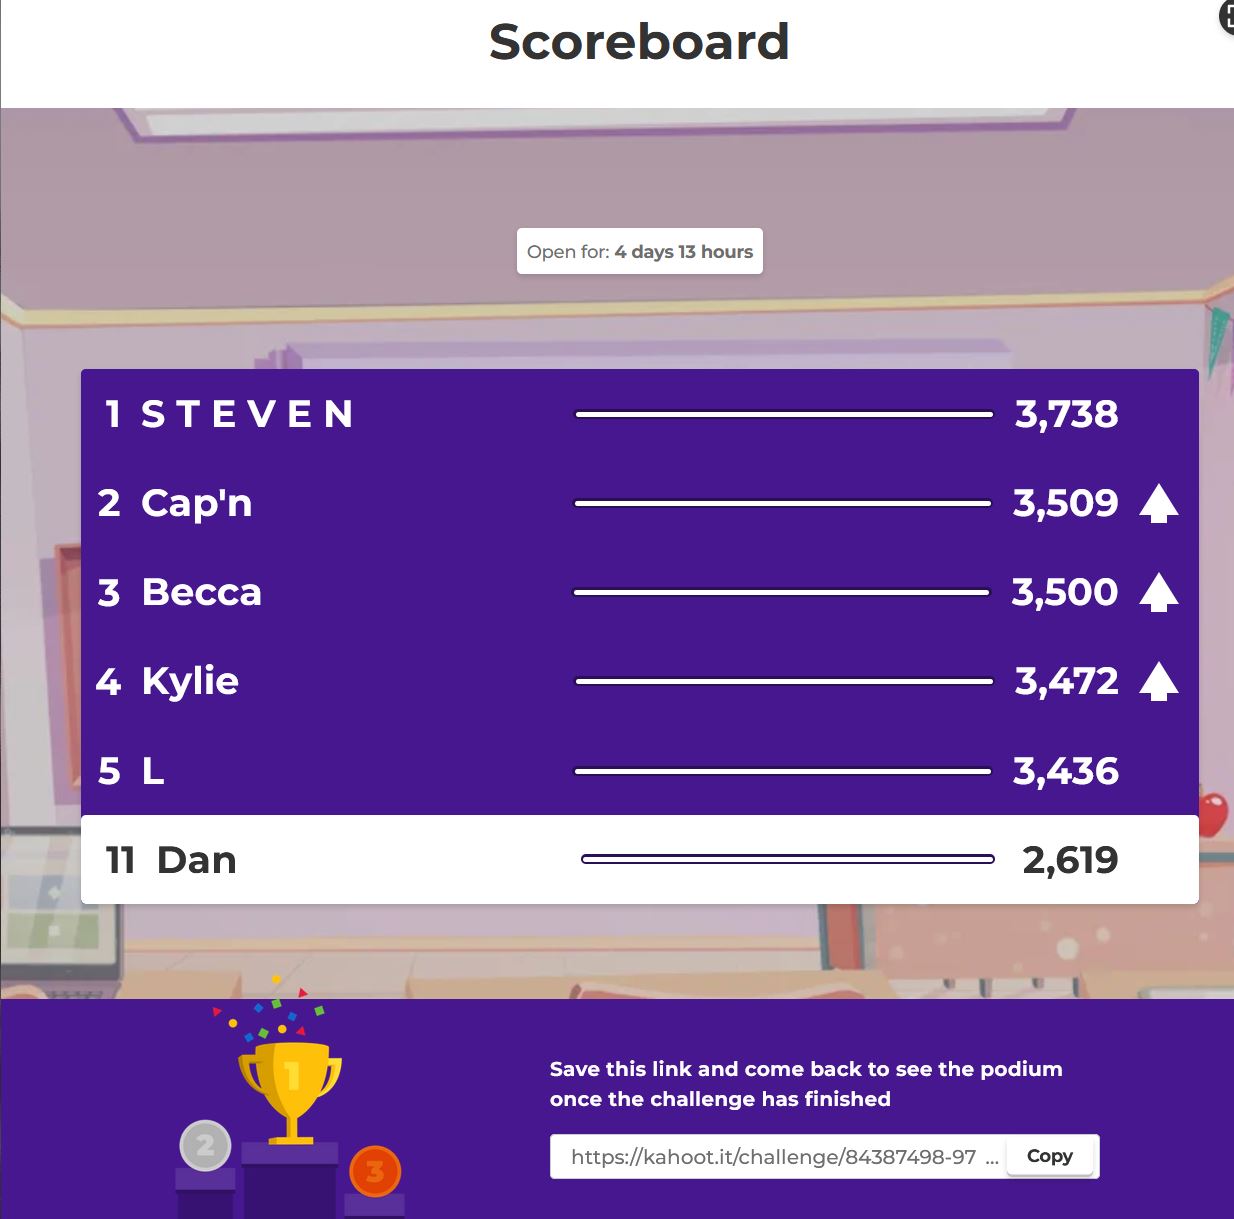 Scoreboard
Open for: 4 days 13 hours
1 S T E V E N 3,738
2 Cap'n 3,509
3 Becca 3,500
4 Kylie 3,472
5 L 3,436
11 Dan 2,619
1
2
3
Save this link and come back to see the podium
once the challenge has finished
https://kahoot.it/challenge/84387498-97 ... Copy